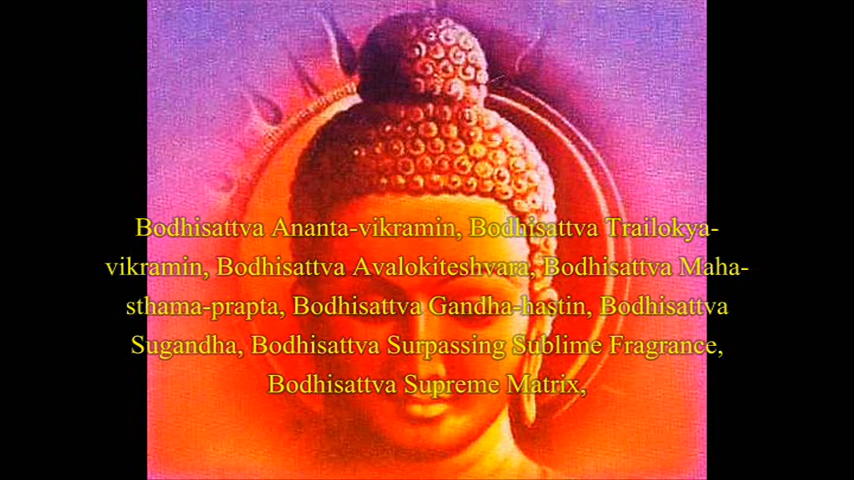 Bodhisattva Ananta-vikramin, Bodhisattva Trailokya-
vikramin, Bodhisattva Avalokiteshvara, Bodhisattva Maha-
sthama-prapta, Bodhisattva Gandha-hastin, Bodhisattva
Sugandha, Bodhisattva Surpassing Sublime Fragrance,
Bodhisattva Supreme Matrix,